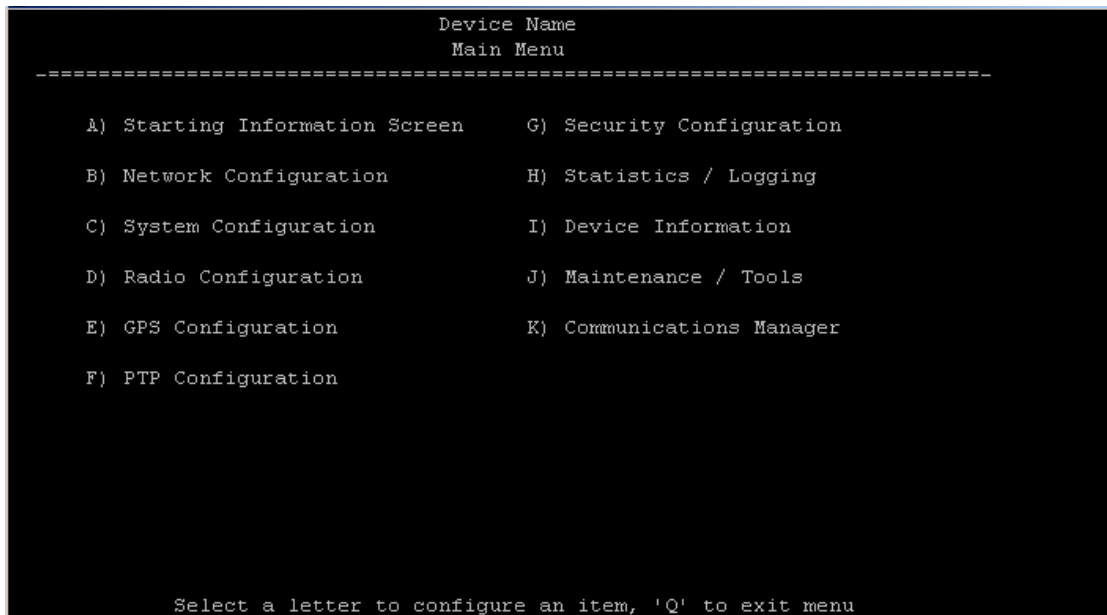 Device Name
Main Menu
-==========================================================================-
A) Starting Information Screen G) Security Configuration
B) Network Configuration H) Statistics / Logging
C) System Configuration I) Device Information
D) Radio Configuration J) Maintenance / Tools
E) GPS Configuration K) Communications Manager
F) PTP Configuration
Select a letter to configure an item, 'Q' to exit menu